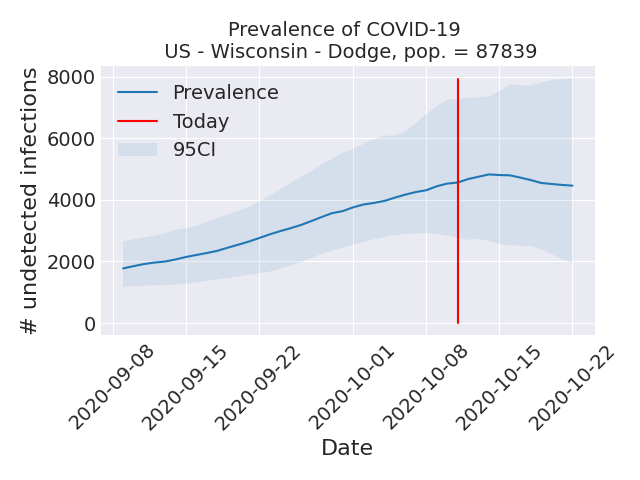 Prevalence of COVID-19
US - Wisconsin - Dodge, pop. = 87839
# undetected infections
8000
6000
4000
2000
0
Prevalence
Today
95CI
2020-09-08
2020-09-15
2020-09-22
2020-10-01
2020-10-08
2020-10-15
2020-10-22
Date